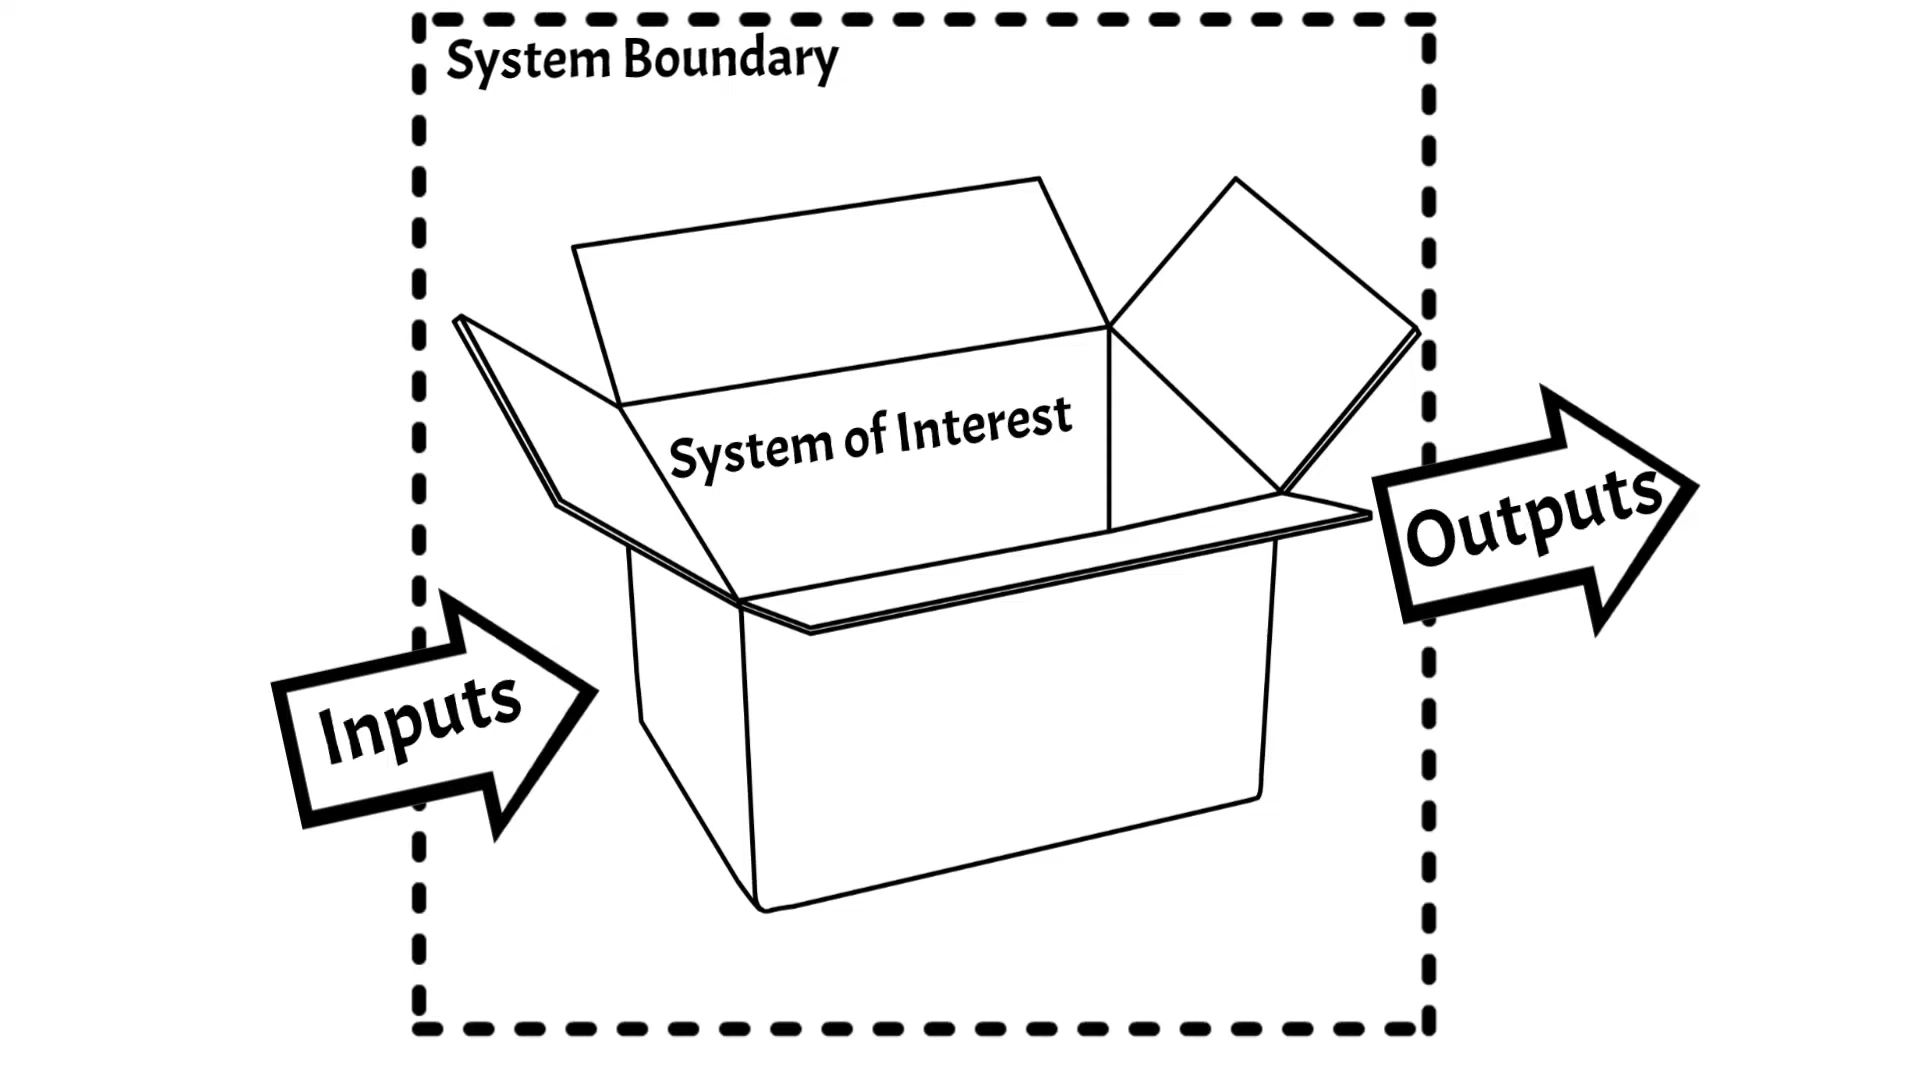 System Boundary
System of Interest
Outputs
Inputs